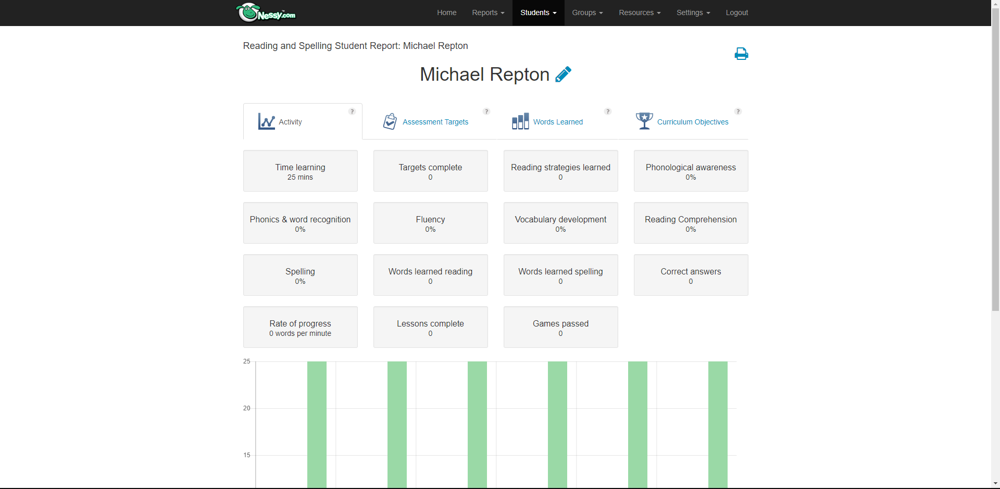 Nessy.com
Home Reports Students Groups Resources Settings Logout
Reading and Spelling Student Report: Michael Repton
Michael Repton
Activity ? Assessment Targets ? Words Learned ? Curriculum Objectives ?
Time learning
25 mins
Targets complete
0
Reading strategies learned
0
Phonological awareness
0%
Phonics & word recognition
0%
Fluency
0%
Vocabulary development
0%
Reading Comprehension
0%
Spelling
0%
Words learned reading
0
Words learned spelling
0
Correct answers
0
Rate of progress
0 words per minute
Lessons complete
0
Games passed
0
25
20
15